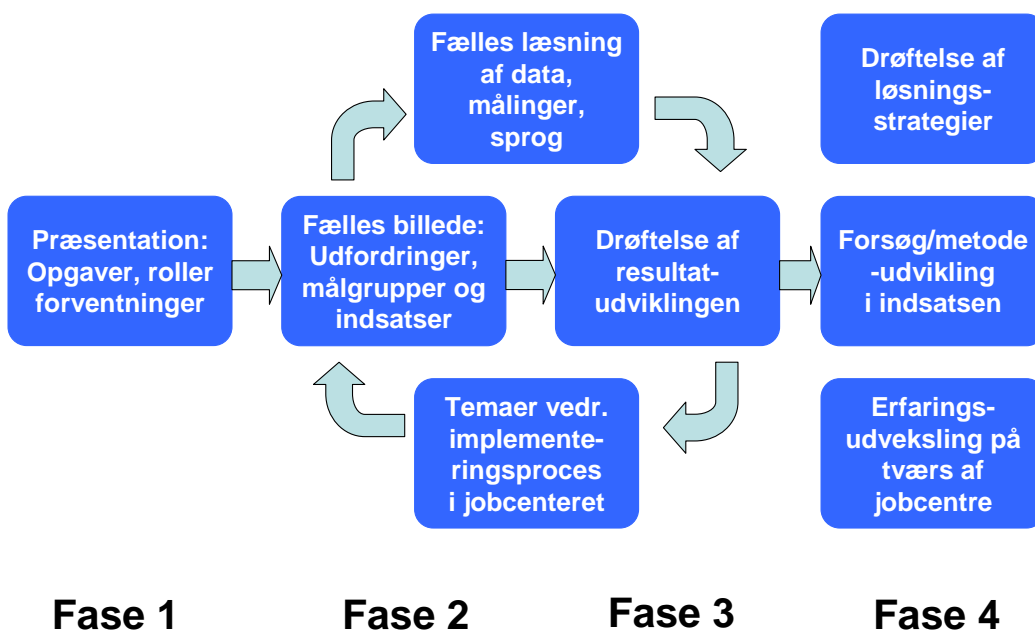 Fælles læsning
af data,
målinger,
sprog
Drøftelse af
løsnings-
strategier
Præsentation:
Opgaver, roller
forventninger
Fælles billede:
Udfordringer,
målgrupper og
indsatser
Drøftelse af
resultat-
udviklingen
Forsøg/metode
-udvikling
i indsatsen
Temaer vedr.
implemente-
ringsproces
i jobcenteret
Erfarings-
udveksling på
tværs af
jobcentre
Fase 1
Fase 2
Fase 3
Fase 4